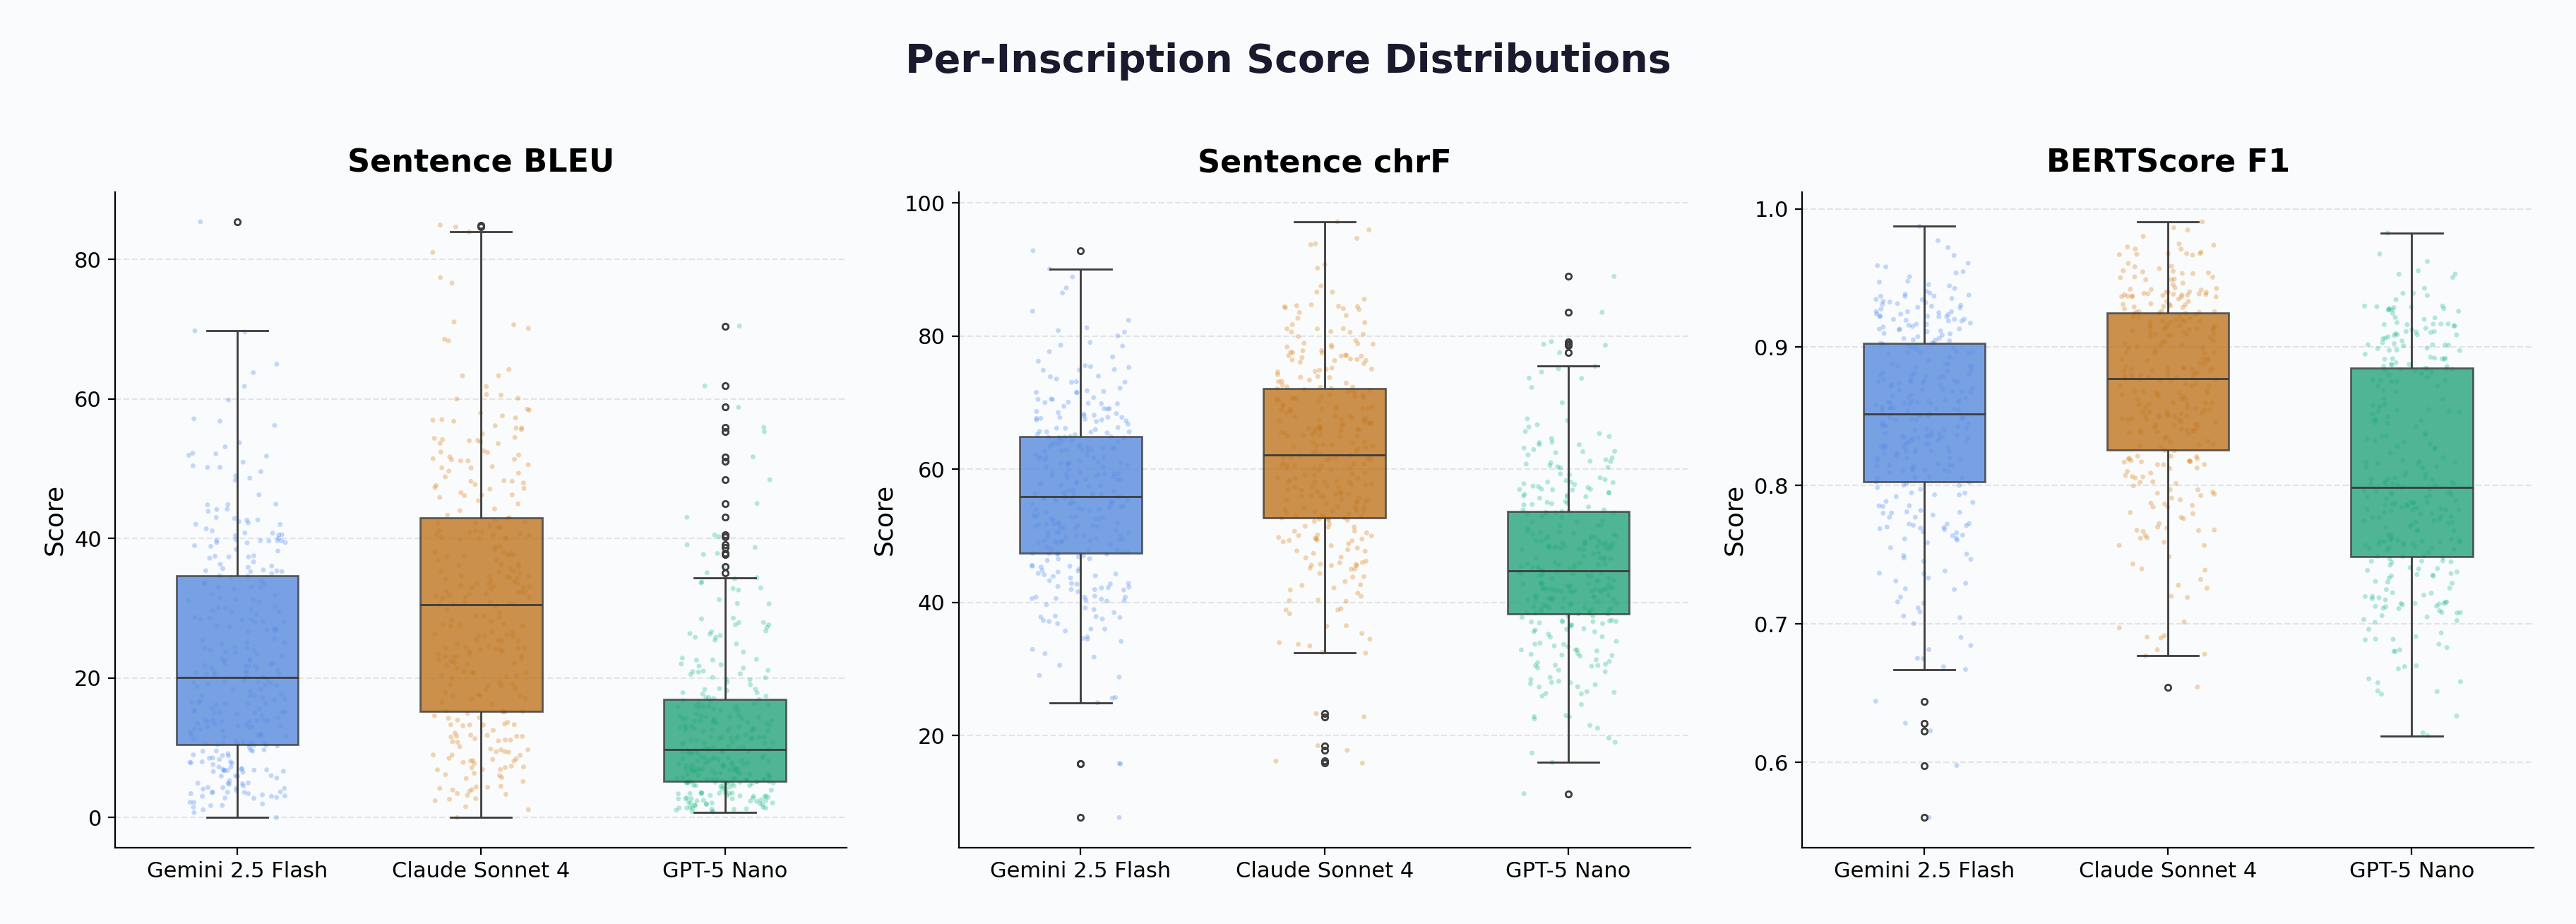 Per-Inscription Score Distributions
Sentence BLEU
Score
80
60
40
20
0
Gemini 2.5 Flash
Claude Sonnet 4
GPT-5 Nano
Sentence chrF
Score
100
80
60
40
20
Gemini 2.5 Flash
Claude Sonnet 4
GPT-5 Nano
BERTScore F1
Score
1.0
0.9
0.8
0.7
0.6
Gemini 2.5 Flash
Claude Sonnet 4
GPT-5 Nano